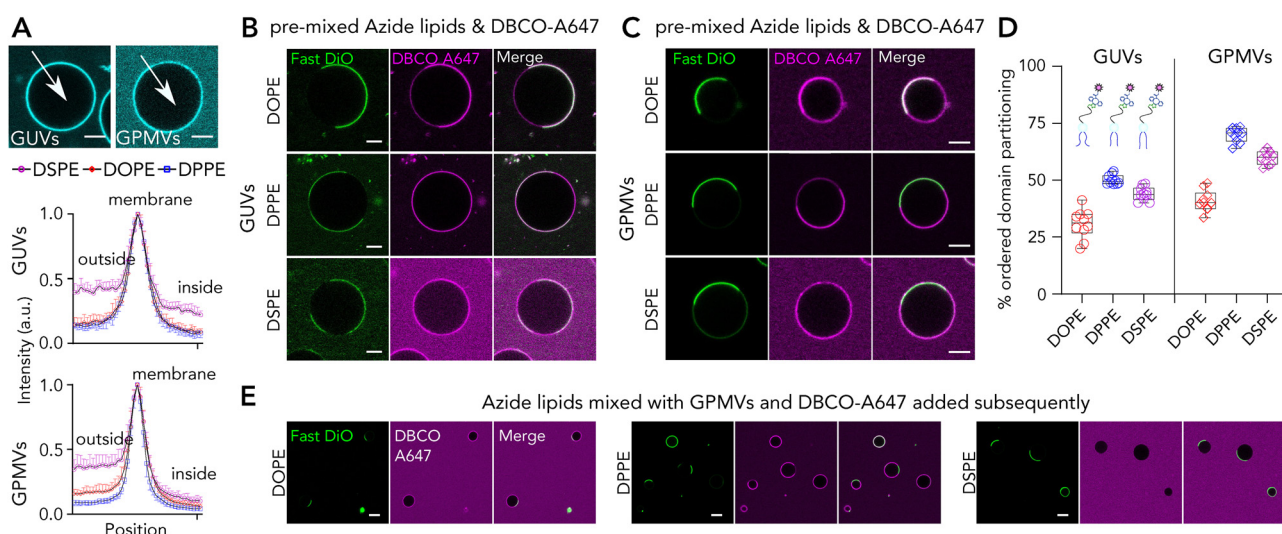 A
GUVs
GPMVs
DSPE DOPE DPPE
membrane
outside
inside
GUVs
1.0
0.5
0.0
Intensity (a.u.)
membrane
outside
inside
GPMVs
1.0
0.5
0.0
Position
B pre-mixed Azide lipids & DBCO-A647
Fast DiO DBCO A647 Merge
GUVs
DOPE
DPPE
DSPE
C pre-mixed Azide lipids & DBCO-A647
Fast DiO DBCO A647 Merge
GPMVs
DOPE
DPPE
DSPE
D
GUVs GPMVs
% ordered domain partitioning
100
75
50
25
0
DOPE DPPE DSPE DOPE DPPE DSPE
E Azide lipids mixed with GPMVs and DBCO-A647 added subsequently
Fast DiO DBCO A647 Merge
DOPE
DPPE
DSPE